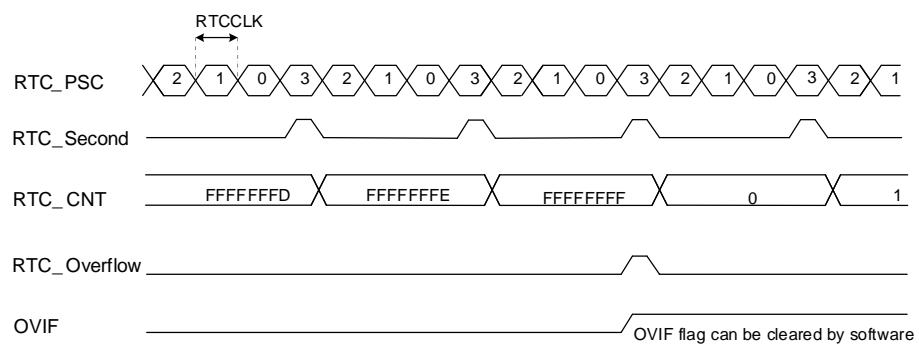 RTCCLK
RTC_PSC 2 1 0 3 2 1 0 3 2 1 0 3 2 1 0 3 2 1
RTC_Second
RTC_CNT FFFFFFFD FFFFFFFE FFFFFFFF 0 1
RTC_Overflow
OVIF
OVIF flag can be cleared by software